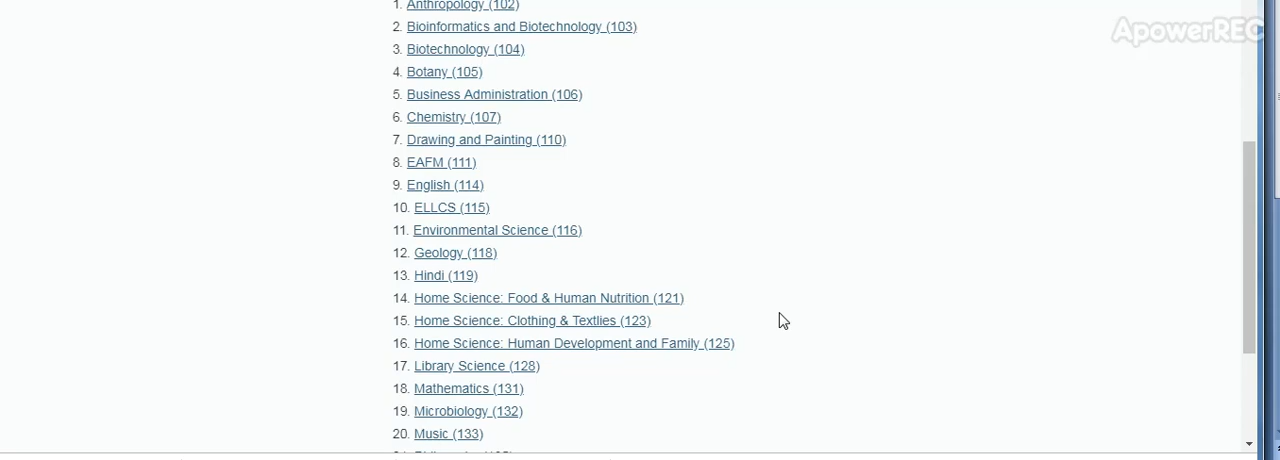 1. Anthropology (102)
ApowerREC
2. Bioinformatics and Biotechnology (103)
3. Biotechnology (104)
4. Botany (105)
5. Business Administration (106)
6. Chemistry (107)
7. Drawing and Painting (110)
8. EAFM (111)
9. English (114)
10. ELLCS (115)
11. Environmental Science (116)
12. Geology (118)
13. Hindi (119)
14. Home Science: Food & Human Nutrition (121)
15. Home Science: Clothing & Textlies (123)
16. Home Science: Human Development and Family (125)
17. Library Science (128)
18. Mathematics (131)
19. Microbiology (132)
20. Music (133)